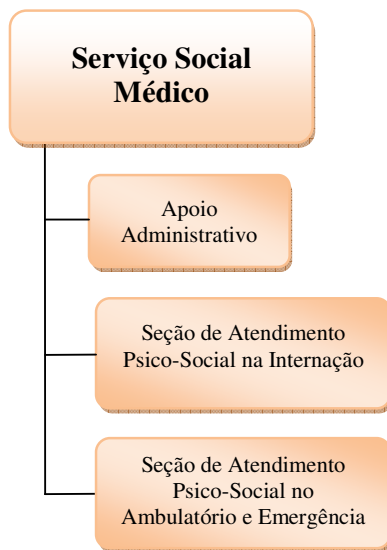 Serviço Social
Médico
Apoio
Administrativo
Seção de Atendimento
Psico-Social na Internação
Seção de Atendimento
Psico-Social no
Ambulatório e Emergência